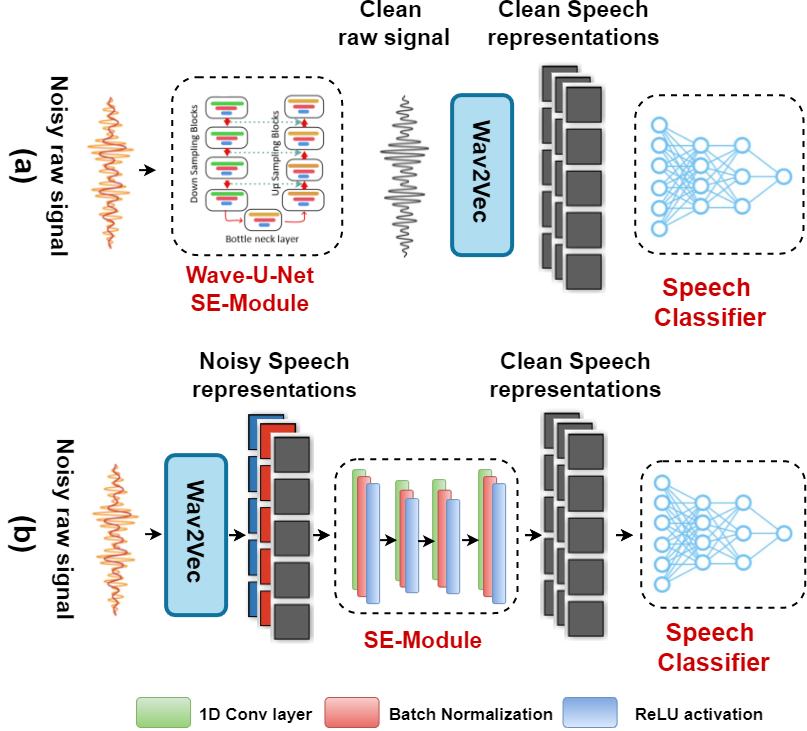 Clean
raw signal
Clean Speech
representations
Noisy raw signal
(a)
Down Sampling Blocks
Up Sampling Blocks
Bottle neck layer
Wave-U-Net
SE-Module
Wav2Vec
Speech
Classifier
Noisy Speech
representations
Clean Speech
representations
Noisy raw signal
(b)
Wav2Vec
SE-Module
Speech
Classifier
1D Conv layer
Batch Normalization
ReLU activation